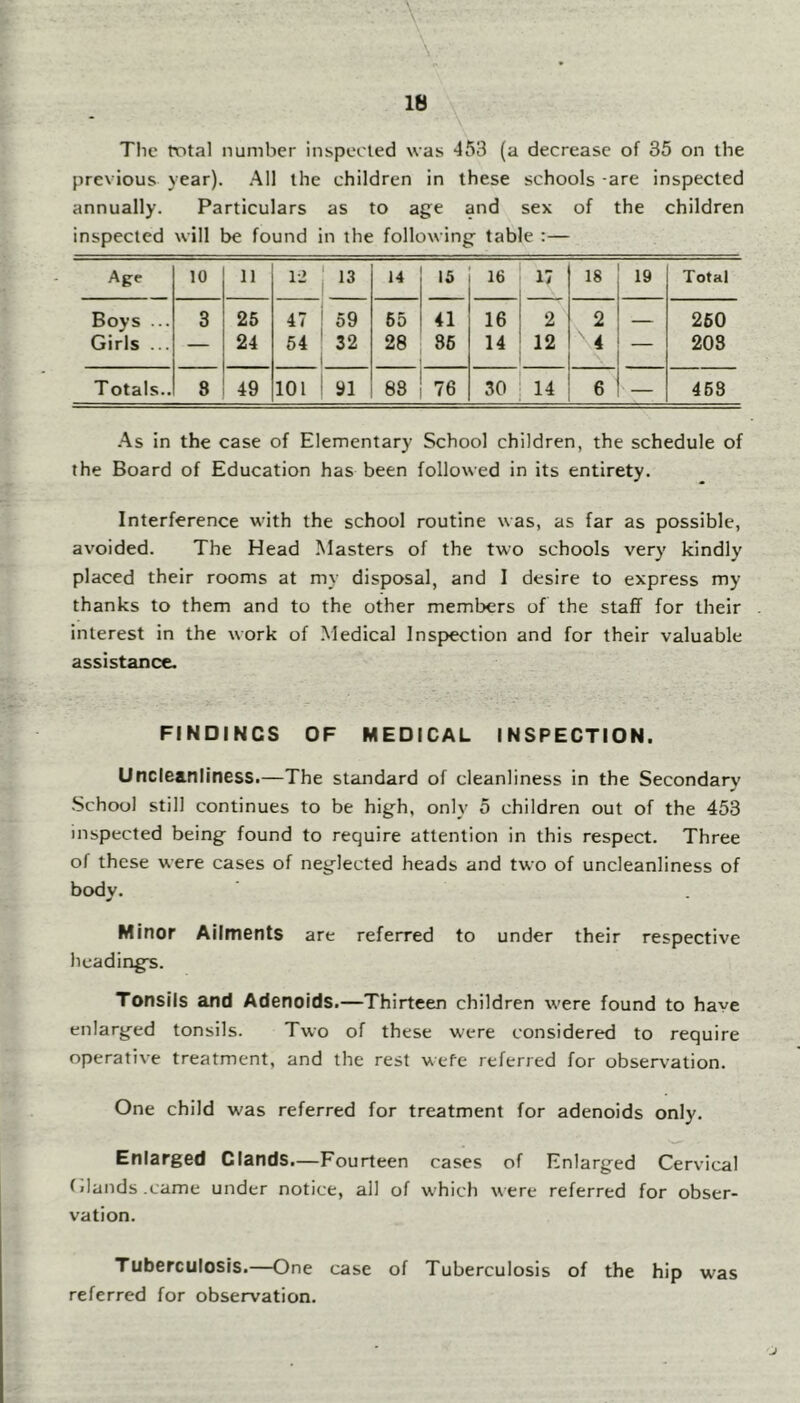 18
The total number inspected was 453 (a decrease of 35 on the
previous year). All the children in these schools are inspected
annually. Particulars as to age and sex of the children
inspected will be found in the following table :—
Age 10 11 12 13 14 15 16 17 18 19 Total
Boys ... 3 25 47 59 55 41 16 2 2 — 250
Girls ... — 24 54 32 28 35 14 12 4 — 203
Totals.. 3 49 101 91 83 76 30 14 6 — 453
As in the case of Elementary School children, the schedule of
the Board of Education has been followed in its entirety.
Interference with the school routine was, as far as possible,
avoided. The Head Masters of the two schools very kindly
placed their rooms at my disposal, and I desire to express my
thanks to them and to the other members of the staff for their
interest in the work of Medical Inspection and for their valuable
assistance.
FINDINGS OF MEDICAL INSPECTION.
Uncleanliness.—The standard of cleanliness in the Secondary
School still continues to be high, only 5 children out of the 453
inspected being found to require attention in this respect. Three
of these were cases of neglected heads and two of uncleanliness of
body.
Minor Ailments are referred to under their respective
headings.
Tonsils and Adenoids.—Thirteen children were found to have
enlarged tonsils. Two of these were considered to require
operative treatment, and the rest were referred for observation.
One child was referred for treatment for adenoids only.
Enlarged Glands.—Fourteen cases of Enlarged Cervical
Glands came under notice, all of which were referred for obser-
vation.
Tuberculosis.—One case of Tuberculosis of the hip was
referred for observation.